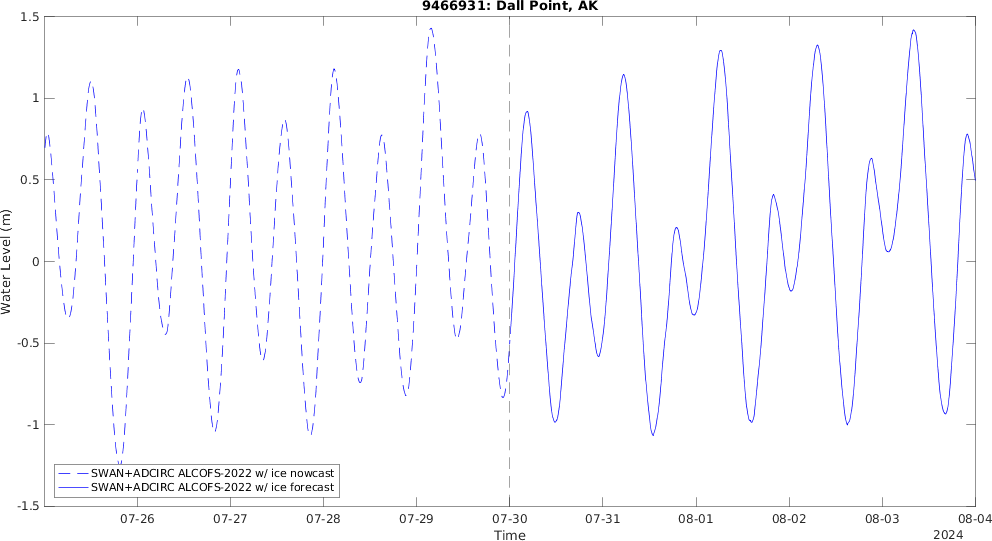 9466931: Dall Point, AK
1.5
1
0.5
0
-0.5
-1
-1.5
Water Level (m)
SWAN+ADCIRC ALCOFS-2022 w/ ice nowcast
SWAN+ADCIRC ALCOFS-2022 w/ ice forecast
07-26 07-27 07-28 07-29 07-30 07-31 08-01 08-02 08-03 08-04
Time
2024